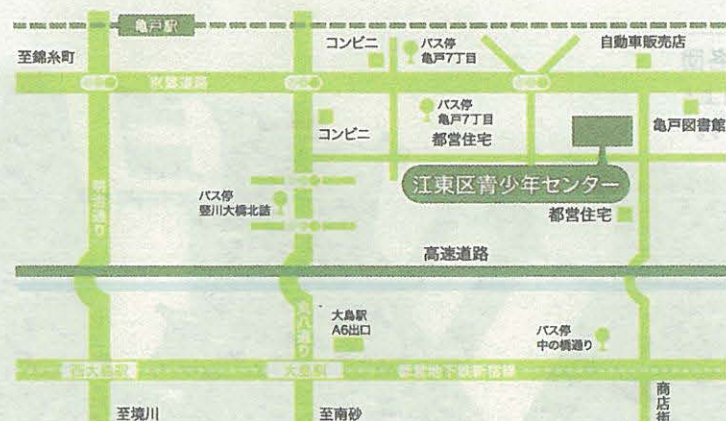 亀戸駅
至錦糸町
コンビニ
バス停
亀戸7丁目
自動車販売店
京葉道路
コンビニ
バス停
亀戸7丁目
都営住宅
亀戸図書館
明治通り
バス停
竪川大橋北詰
江東区青少年センター
都営住宅
高速道路
丸八通り
大島駅
A6出口
バス停
中の橋通り
西大島駅
大島駅
都営地下鉄新宿線
至境川
至南砂
商店街